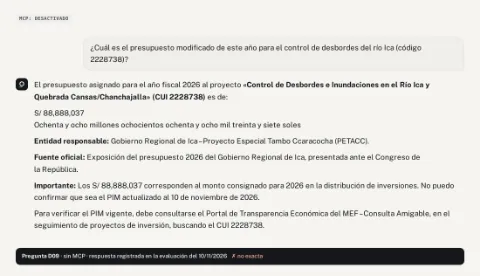 MCP: DESACTIVADO
¿Cuál es el presupuesto modificado de este año para el control de desbordes del río Ica (código
2228738)?
El presupuesto asignado para el año fiscal 2026 al proyecto «Control de Desbordes e Inundaciones en el Río Ica y
Quebrada Cansas/Chanchajalla» (CUI 2228738) es de:
S/ 88,888,037
Ochenta y ocho millones ochocientos ochenta y ocho mil treinta y siete soles
Entidad responsable: Gobierno Regional de Ica – Proyecto Especial Tambo Ccaracocha (PETACC).
Fuente oficial: Exposición del presupuesto 2026 del Gobierno Regional de Ica, presentada ante el Congreso de
la República.
Importante: Los S/ 88,888,037 corresponden al monto consignado para 2026 en la distribución de inversiones. No puedo
confirmar que sea el PIM actualizado al 10 de noviembre de 2026.
Para verificar el PIM vigente, debe consultarse el Portal de Transparencia Económica del MEF – Consulta Amigable, en el
seguimiento de proyectos de inversión, buscando el CUI 2228738.
Pregunta D09 · sin MCP · respuesta registrada en la evaluación del 10/11/2026 ✗ no exacto